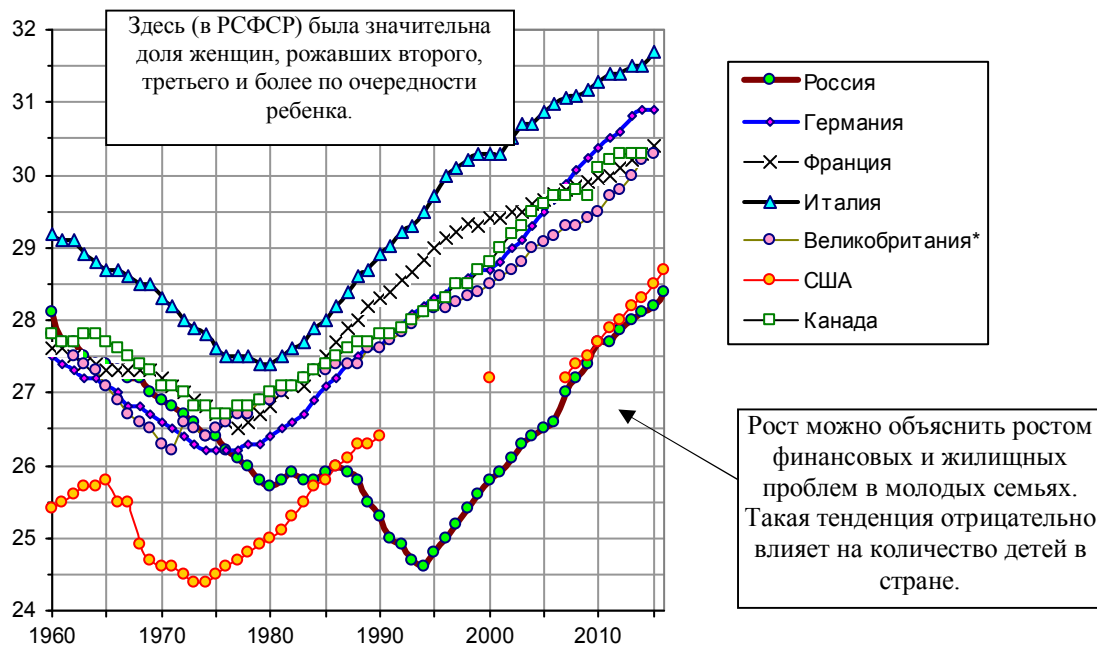 32
31
30
29
28
27
26
25
24
1960
1970
1980
1990
2000
2010
Здесь (в РСФСР) была значительна
доля женщин, рожавших второго,
третьего и более по очередности
ребенка.
Россия
Германия
Франция
Италия
Великобритания*
США
Канада
Рост можно объяснить ростом
финансовых и жилищных
проблем в молодых семьях.
Такая тенденция отрицательно
влияет на количество детей в
стране.